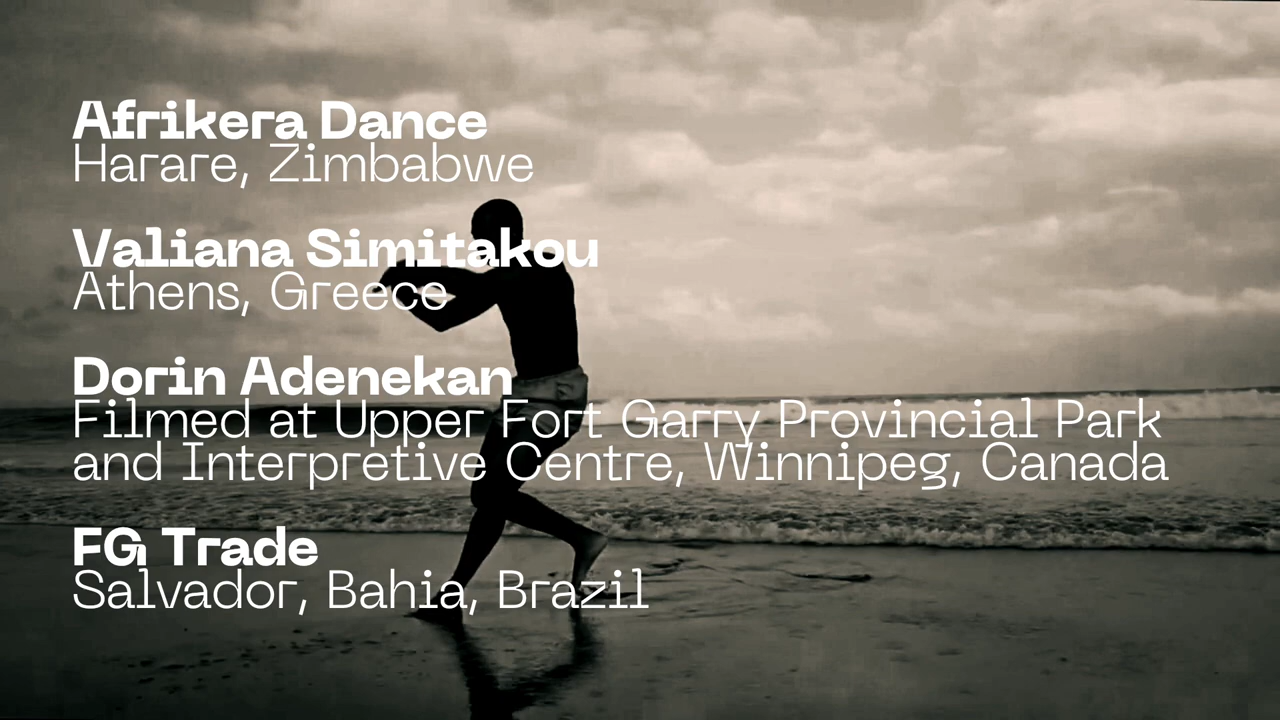 Afrikera Dance
Harare, Zimbabwe
Valiana Simitakou
Athens, Greece
Dorin Adenekan
Filmed at Upper Fort Garry Provincial Park
and Interpretive Centre, Winnipeg, Canada
FG Trade
Salvador, Bahia, Brazil